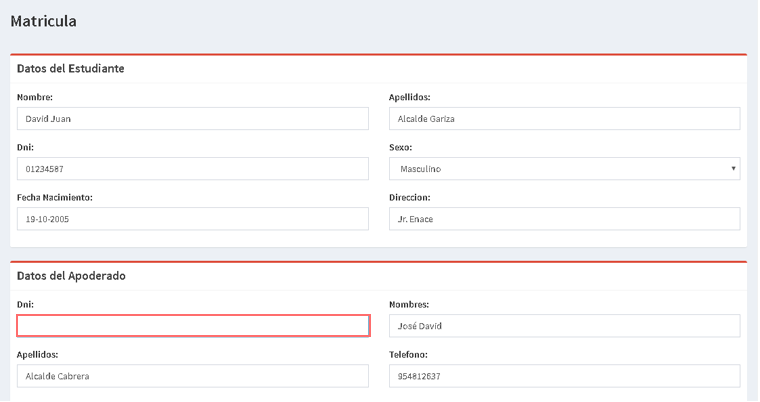 Matricula
Datos del Estudiante
Nombre:
David Juan
Apellidos:
Alcalde Gariza
Dni:
01234587
Sexo:
Masculino
Fecha Nacimiento:
19-10-2005
Direccion:
Jr. Enace
Datos del Apoderado
Dni:
Nombres:
José David
Apellidos:
Alcalde Cabrera
Telefono:
954812637